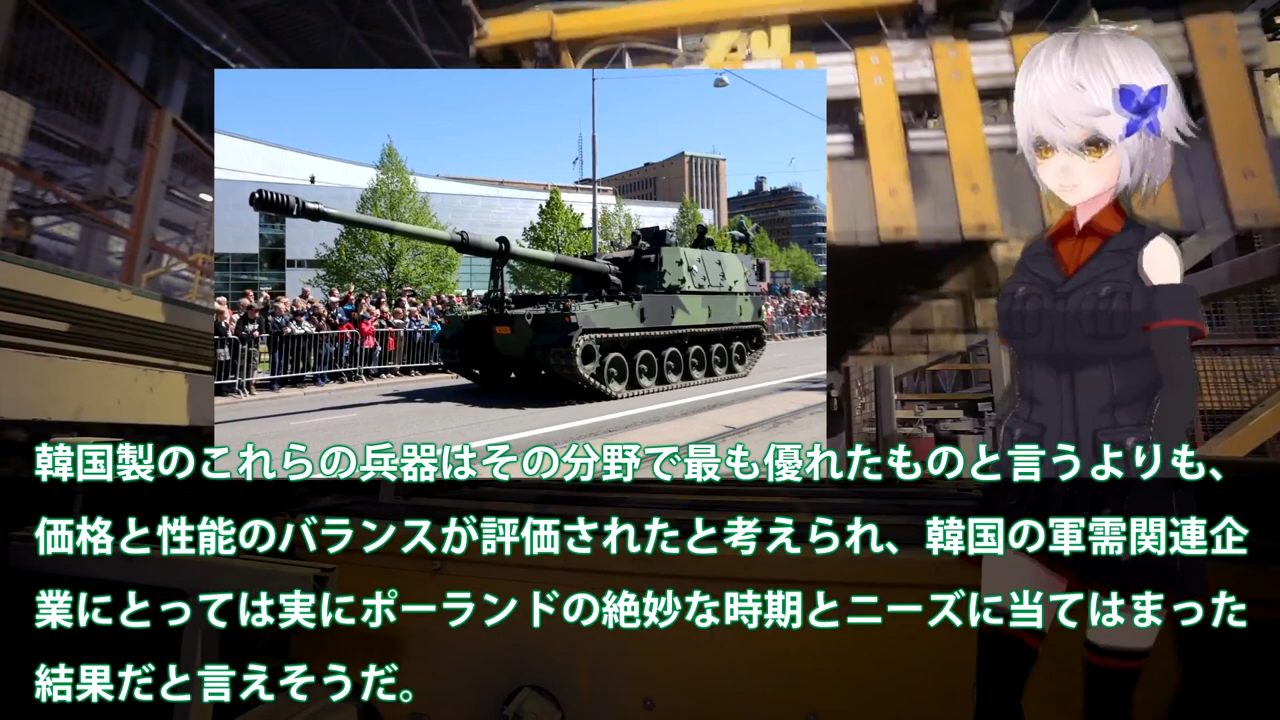 韓国製のこれらの兵器はその分野で最も優れたものと言うよりも、
価格と性能のバランスが評価されたと考えられ、韓国の軍需関連企
業にとっては実にポーランドの絶妙な時期とニーズに当てはまった
結果だと言えそうだ。